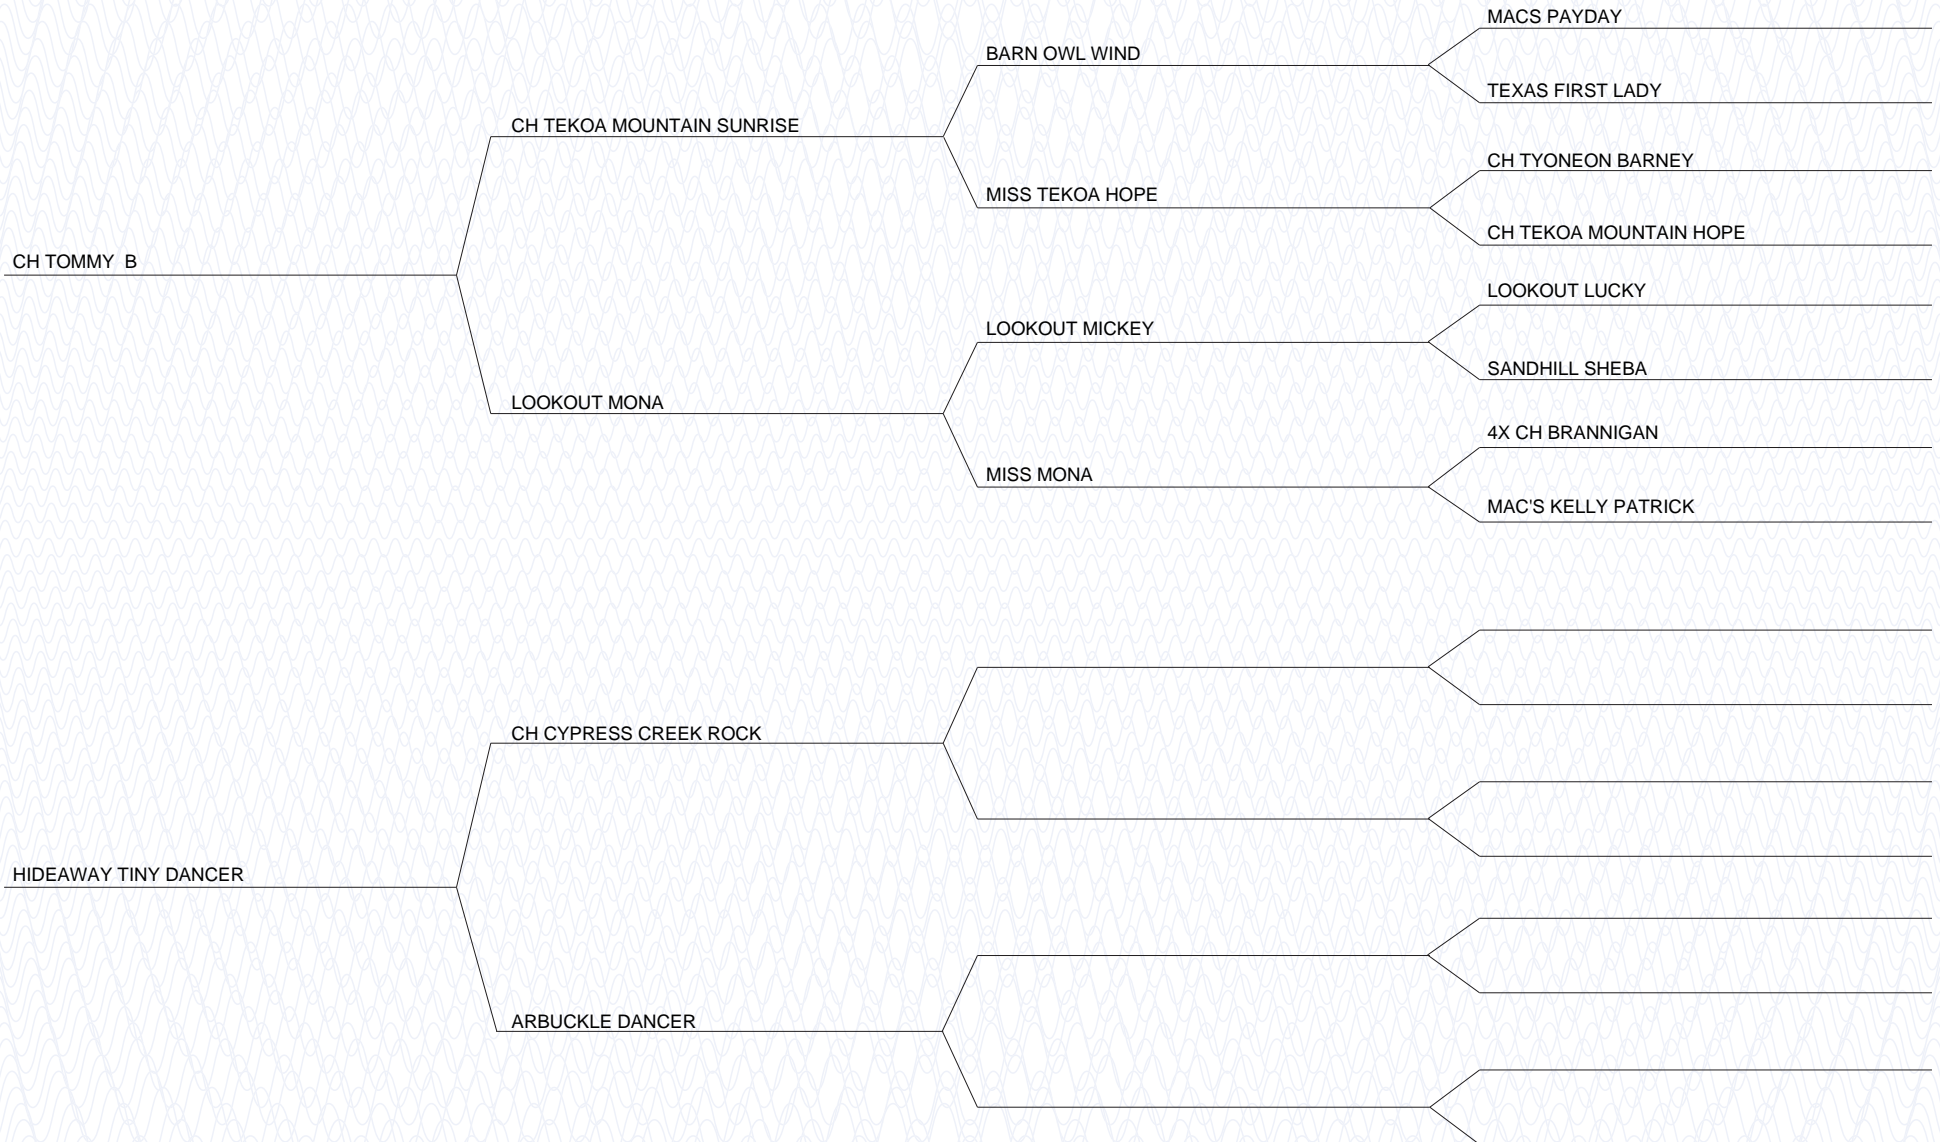 MACS PAYDAY
BARN OWL WIND
TEXAS FIRST LADY
CH TEKOA MOUNTAIN SUNRISE
CH TYONEON BARNEY
MISS TEKOA HOPE
CH TEKOA MOUNTAIN HOPE
CH TOMMY  B
LOOKOUT LUCKY
LOOKOUT MICKEY
SANDHILL SHEBA
LOOKOUT MONA
4X CH BRANNIGAN
MISS MONA
MAC'S KELLY PATRICK
CH CYPRESS CREEK ROCK
HIDEAWAY TINY DANCER
ARBUCKLE DANCER